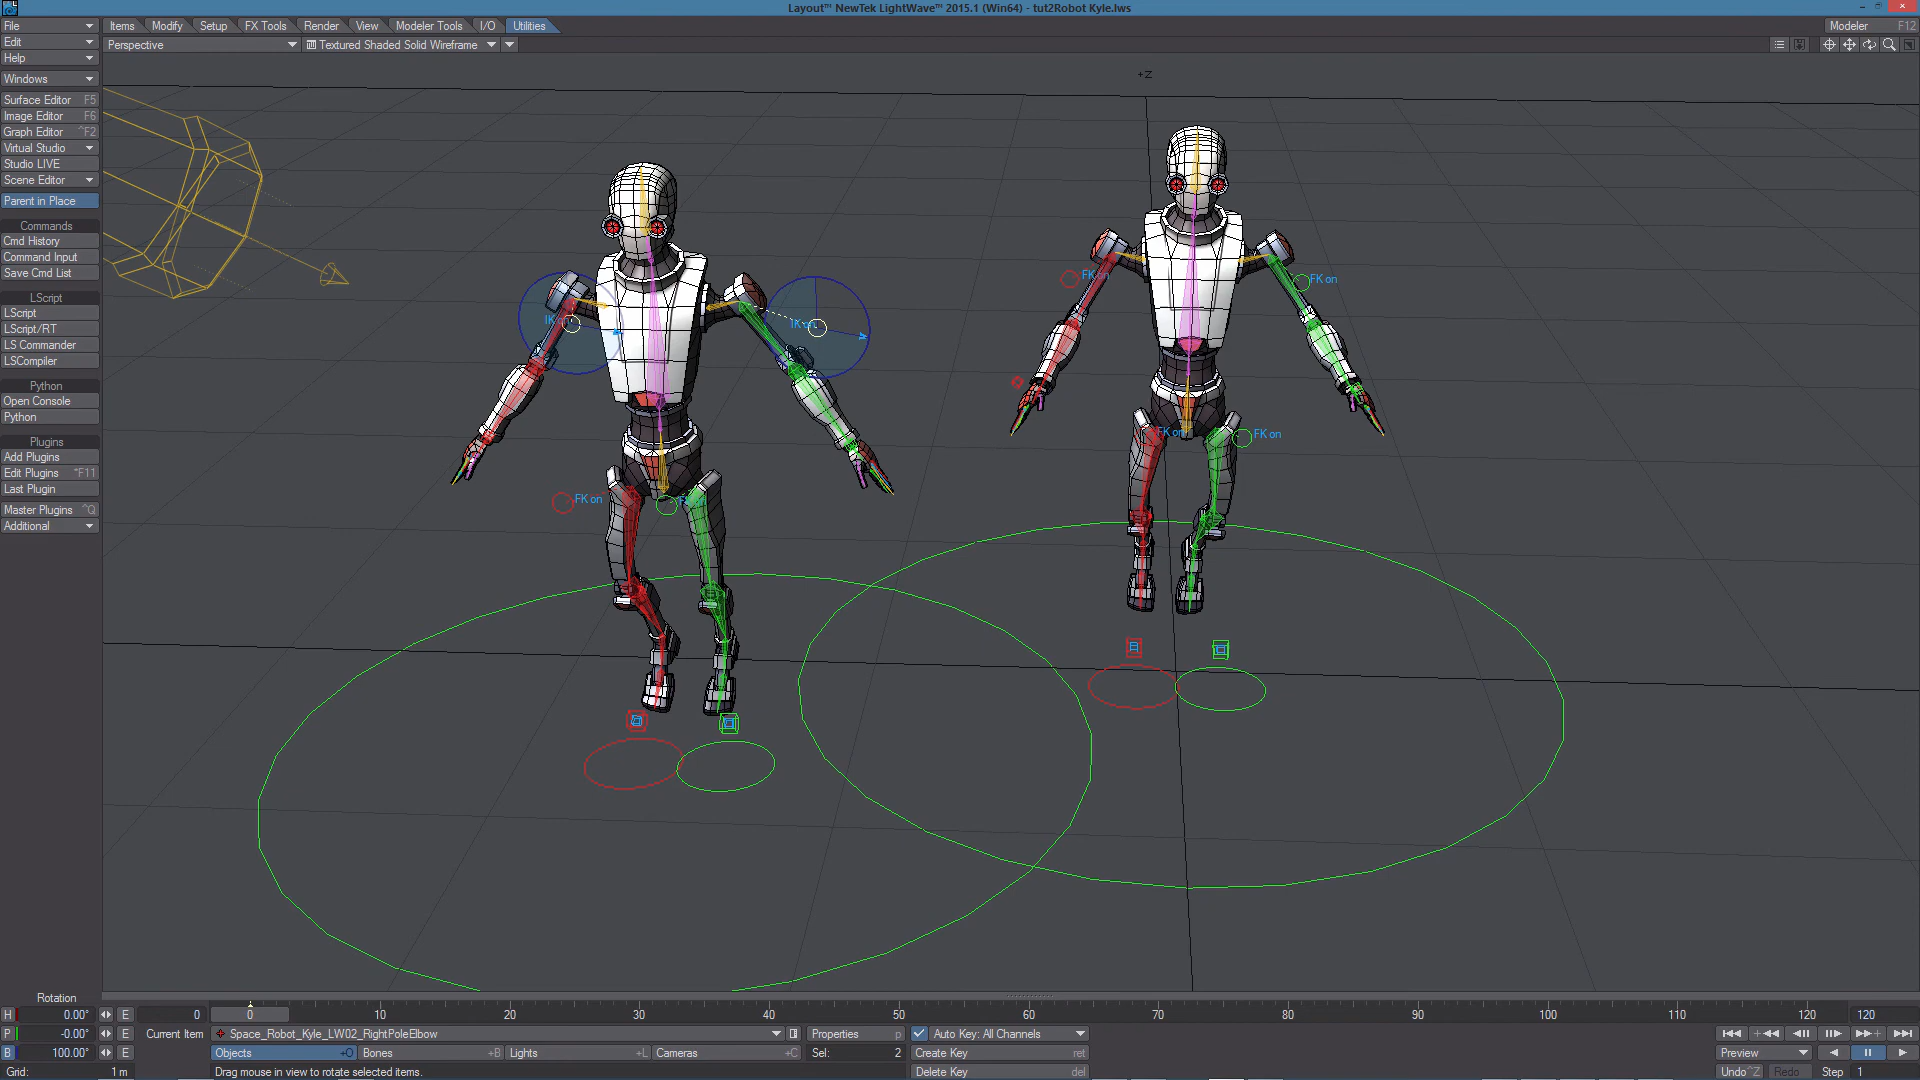 Layout™ NewTek LightWave™ 2015.1 (Win64) - tut2Robot Kyle.lws
File Items Modify Setup FX Tools Render View Modeler Tools I/O Utilities Modeler F12
Edit Perspective Textured Shaded Solid Wireframe
Help
Windows
+Z
Surface Editor F5
Image Editor F6
Graph Editor ^F2
Virtual Studio
Studio LIVE
Scene Editor
Parent in Place
Commands
Cmd History
Command Input
Save Cmd List
LScript
LScript
LScript/RT
LS Commander
LSCompiler
Python
Open Console
Python
Plugins
Add Plugins
Edit Plugins *F11
Last Plugin
Master Plugins ^Q
Additional
FK on
FK on
IK on
FK on
FK on
FK on
Rotation
H 0.00° E 0 0 10 20 30 40 50 60 70 80 90 100 110 120 120
P -0.00° E Current Item Space_Robot_Kyle_LW02_RightPoleElbow Properties p Auto Key: All Channels
B 100.00° E Objects +O Bones +B Lights +L Cameras +C Sel: 2 Create Key ret Preview
Grid: 1 m Drag mouse in view to rotate selected items. Delete Key del Undo ^Z Redo Step 1